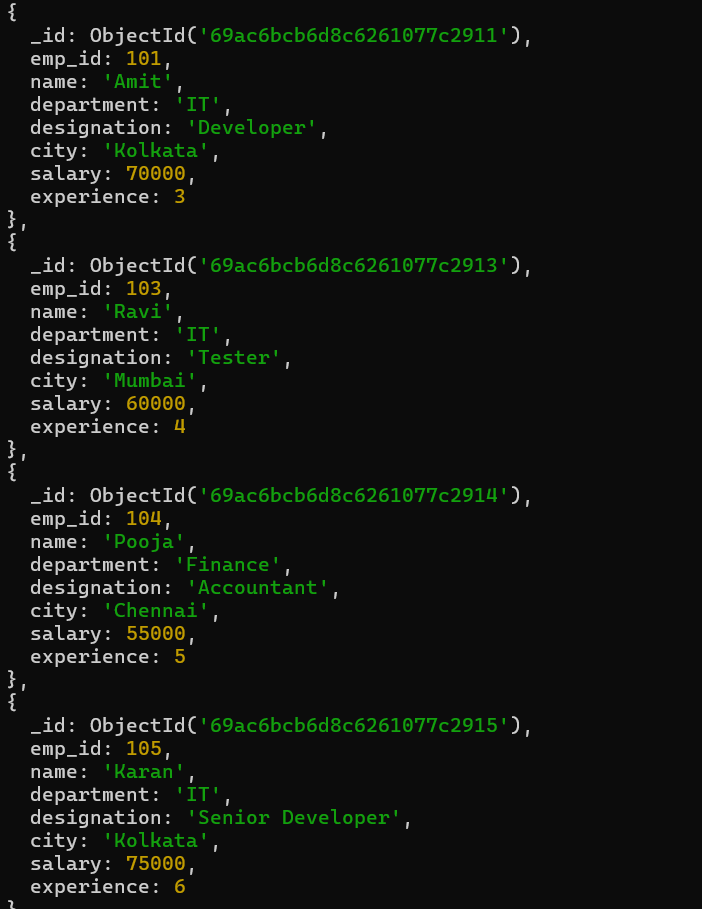 {
_id: ObjectId('69ac6bcb6d8c6261077c2911'),
emp_id: 101,
name: 'Amit',
department: 'IT',
designation: 'Developer',
city: 'Kolkata',
salary: 70000,
experience: 3
},
{
_id: ObjectId('69ac6bcb6d8c6261077c2913'),
emp_id: 103,
name: 'Ravi',
department: 'IT',
designation: 'Tester',
city: 'Mumbai',
salary: 60000,
experience: 4
},
{
_id: ObjectId('69ac6bcb6d8c6261077c2914'),
emp_id: 104,
name: 'Pooja',
department: 'Finance',
designation: 'Accountant',
city: 'Chennai',
salary: 55000,
experience: 5
},
{
_id: ObjectId('69ac6bcb6d8c6261077c2915'),
emp_id: 105,
name: 'Karan',
department: 'IT',
designation: 'Senior Developer',
city: 'Kolkata',
salary: 75000,
experience: 6
}